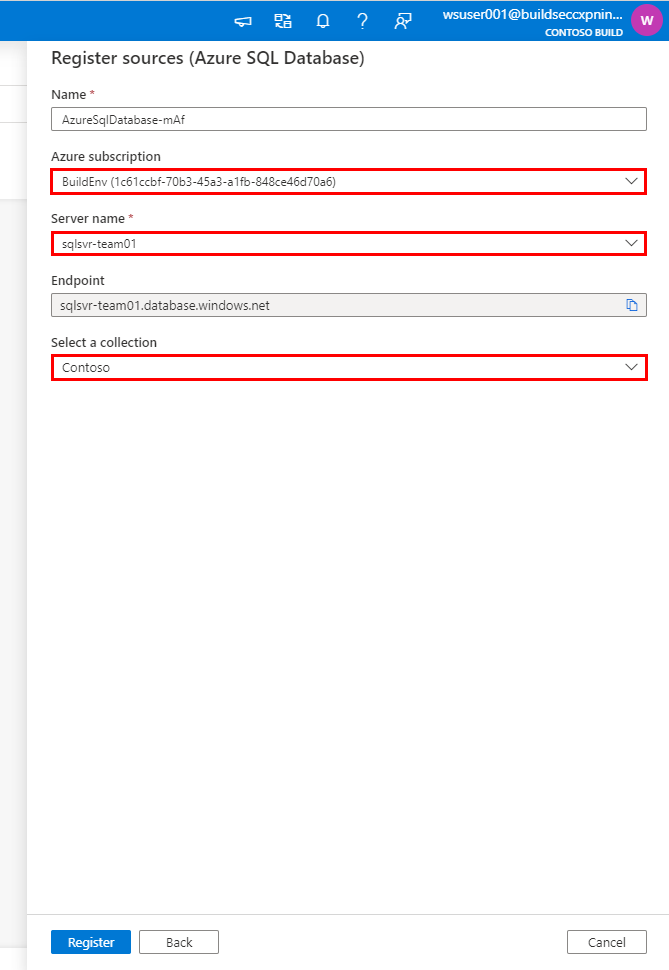 wsuser001@buildseccxpnin...
CONTOSO BUILD
W
Register sources (Azure SQL Database)
Name *
AzureSqlDatabase-mAf
Azure subscription
BuildEnv (1c61ccbf-70b3-45a3-a1fb-848ce46d70a6)
Server name *
sqlsvr-team01
Endpoint
sqlsvr-team01.database.windows.net
Select a collection
Contoso
Register
Back
Cancel